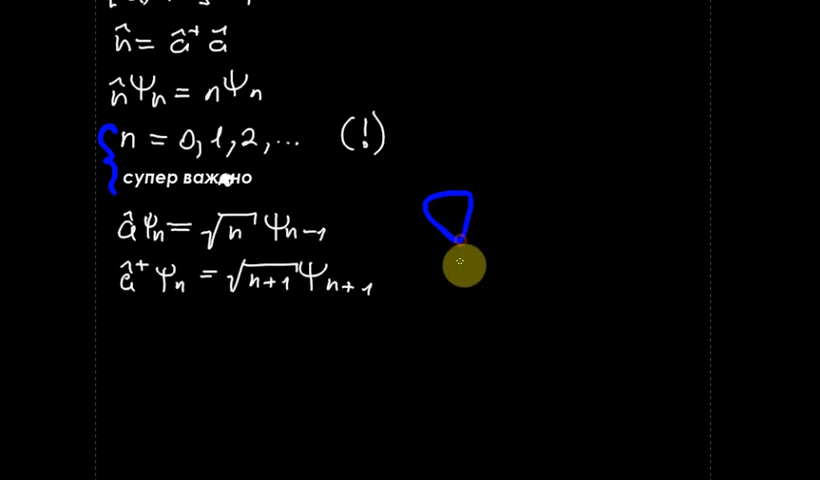 n̂ = â⁺ â
n̂Ψₙ = nΨₙ
n = 0, 1, 2, ... (!)
супер важно
âψₙ = √n Ψₙ₋₁
â⁺ψₙ = √(n+1) Ψₙ₊₁